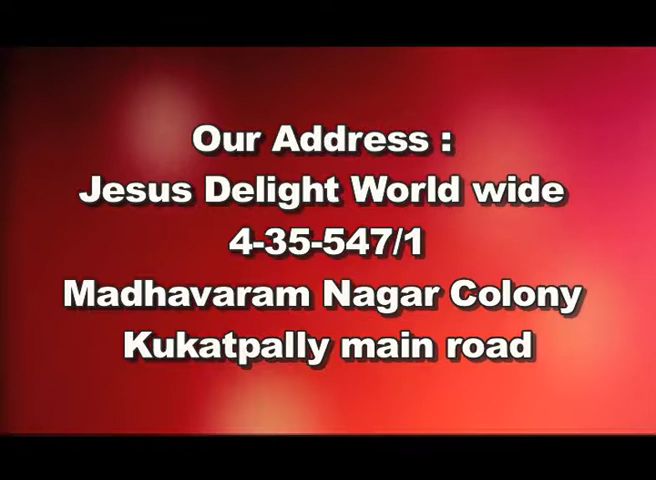 Our Address :
Jesus Delight World wide
4-35-547/1
Madhavaram Nagar Colony
Kukatpally main road